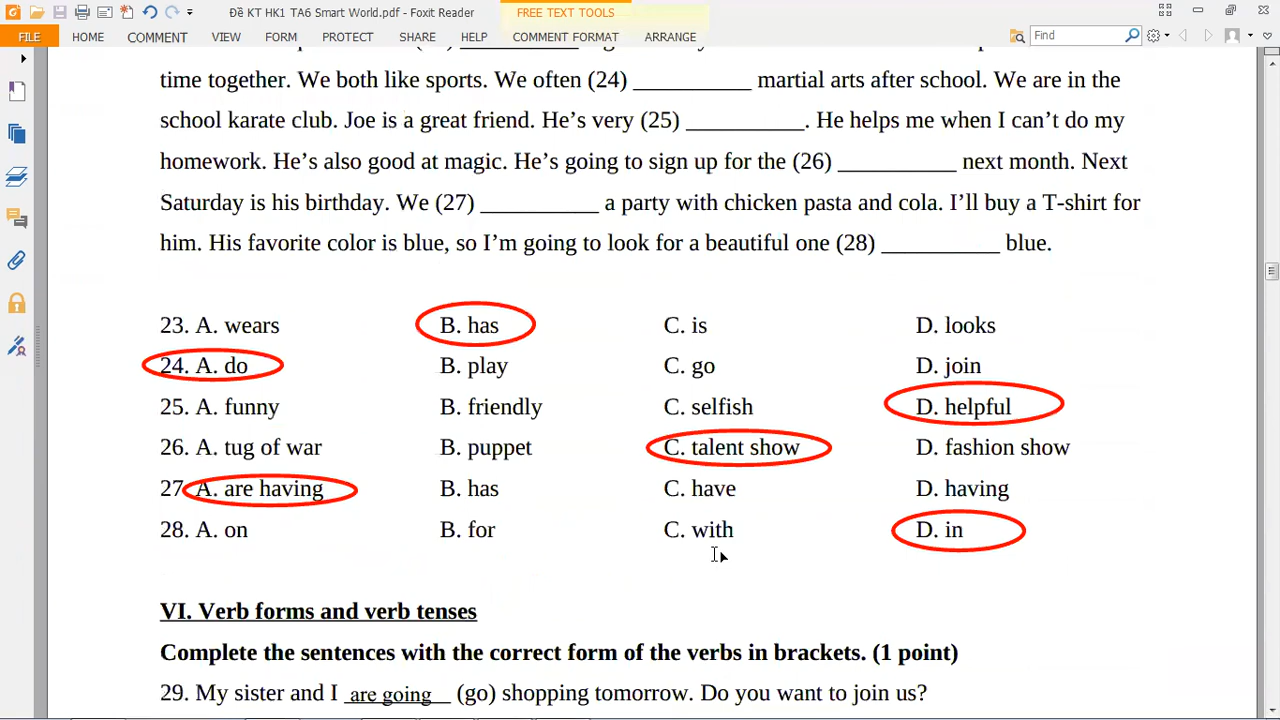 Đề KT HK1 TA6 Smart World.pdf - Foxit Reader
FREE TEXT TOOLS
FILE HOME COMMENT VIEW FORM PROTECT SHARE HELP COMMENT FORMAT ARRANGE Find
time together. We both like sports. We often (24) __________ martial arts after school. We are in the
school karate club. Joe is a great friend. He’s very (25) __________. He helps me when I can’t do my
homework. He’s also good at magic. He’s going to sign up for the (26) __________ next month. Next
Saturday is his birthday. We (27) __________ a party with chicken pasta and cola. I’ll buy a T-shirt for
him. His favorite color is blue, so I’m going to look for a beautiful one (28) __________ blue.
23. A. wears B. has C. is D. looks
24. A. do B. play C. go D. join
25. A. funny B. friendly C. selfish D. helpful
26. A. tug of war B. puppet C. talent show D. fashion show
27. A. are having B. has C. have D. having
28. A. on B. for C. with D. in
VI. Verb forms and verb tenses
Complete the sentences with the correct form of the verbs in brackets. (1 point)
29. My sister and I are going (go) shopping tomorrow. Do you want to join us?